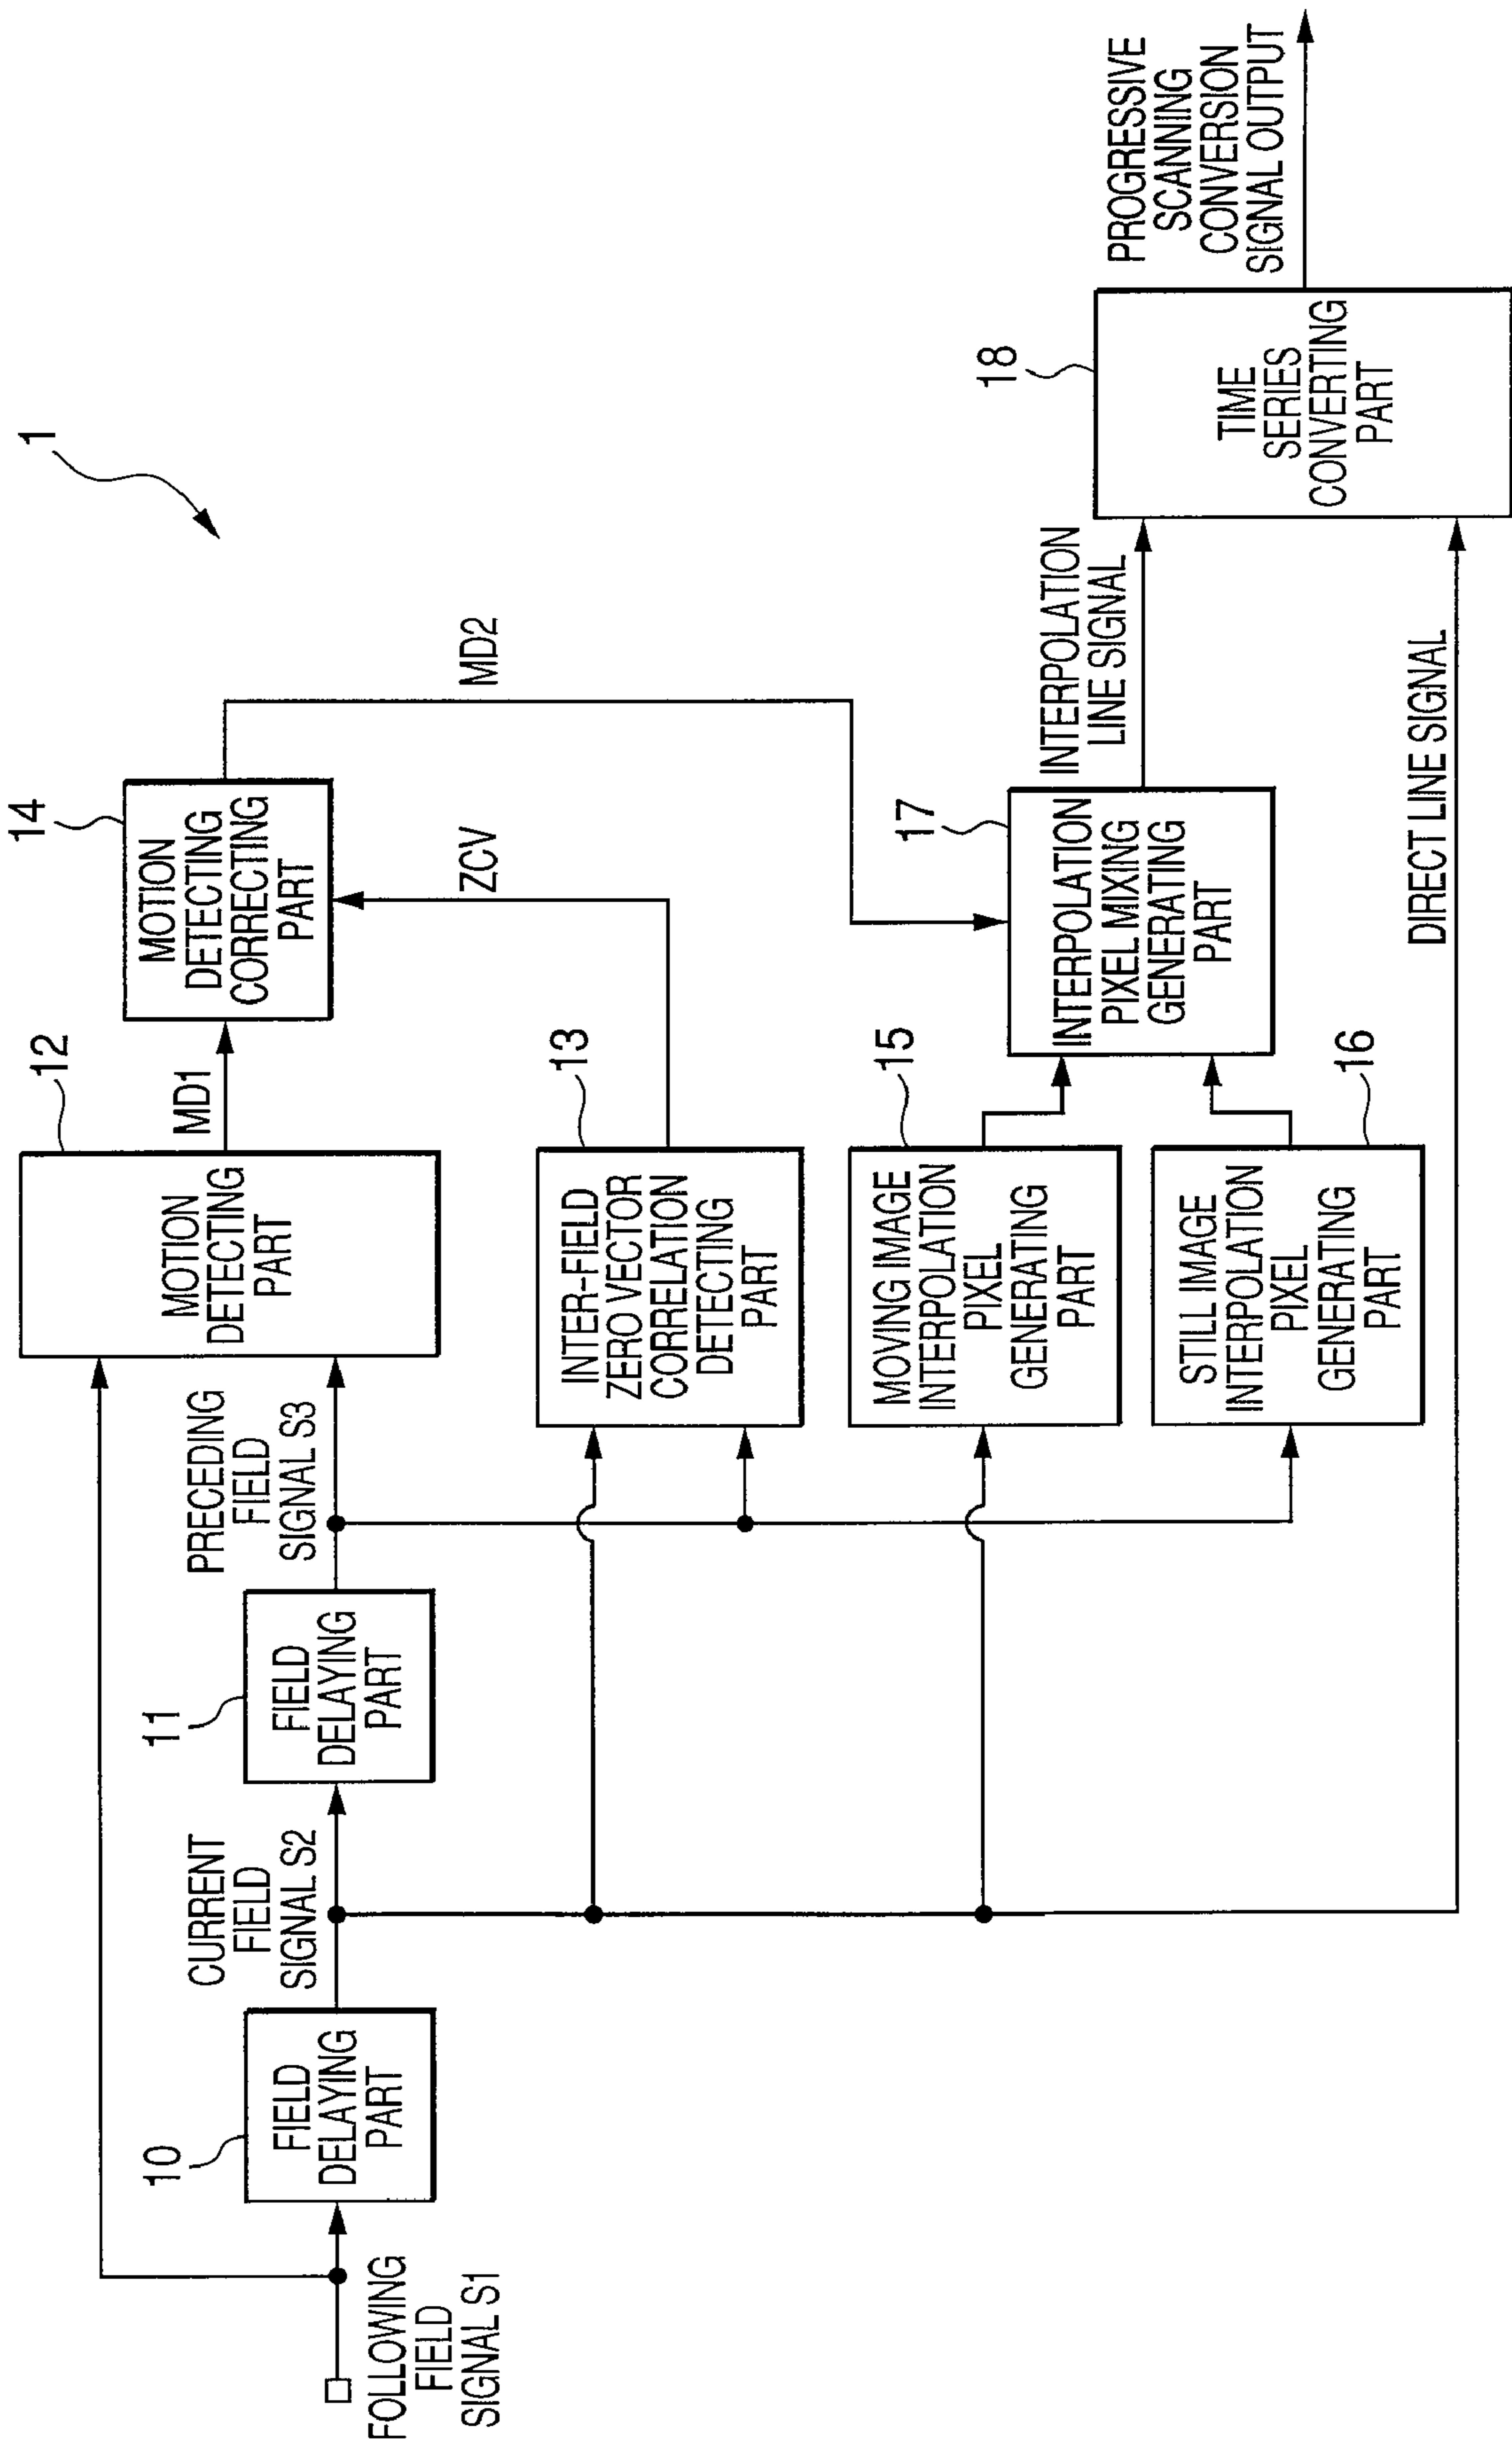 1
FOLLOWING
FIELD
SIGNAL S1
10
FIELD
DELAYING
PART
CURRENT
FIELD
SIGNAL S2
11
FIELD
DELAYING
PART
PRECEDING
FIELD
SIGNAL S3
12
MOTION
DETECTING
PART
MD1
14
MOTION
DETECTING
CORRECTING
PART
MD2
ZCV
13
INTER-FIELD
ZERO VECTOR
CORRELATION
DETECTING
PART
15
MOVING IMAGE
INTERPOLATION
PIXEL
GENERATING
PART
16
STILL IMAGE
INTERPOLATION
PIXEL
GENERATING
PART
17
INTERPOLATION
PIXEL MIXING
GENERATING
PART
INTERPOLATION
LINE SIGNAL
DIRECT LINE SIGNAL
18
TIME
SERIES
CONVERTING
PART
PROGRESSIVE
SCANNING
CONVERSION
SIGNAL OUTPUT